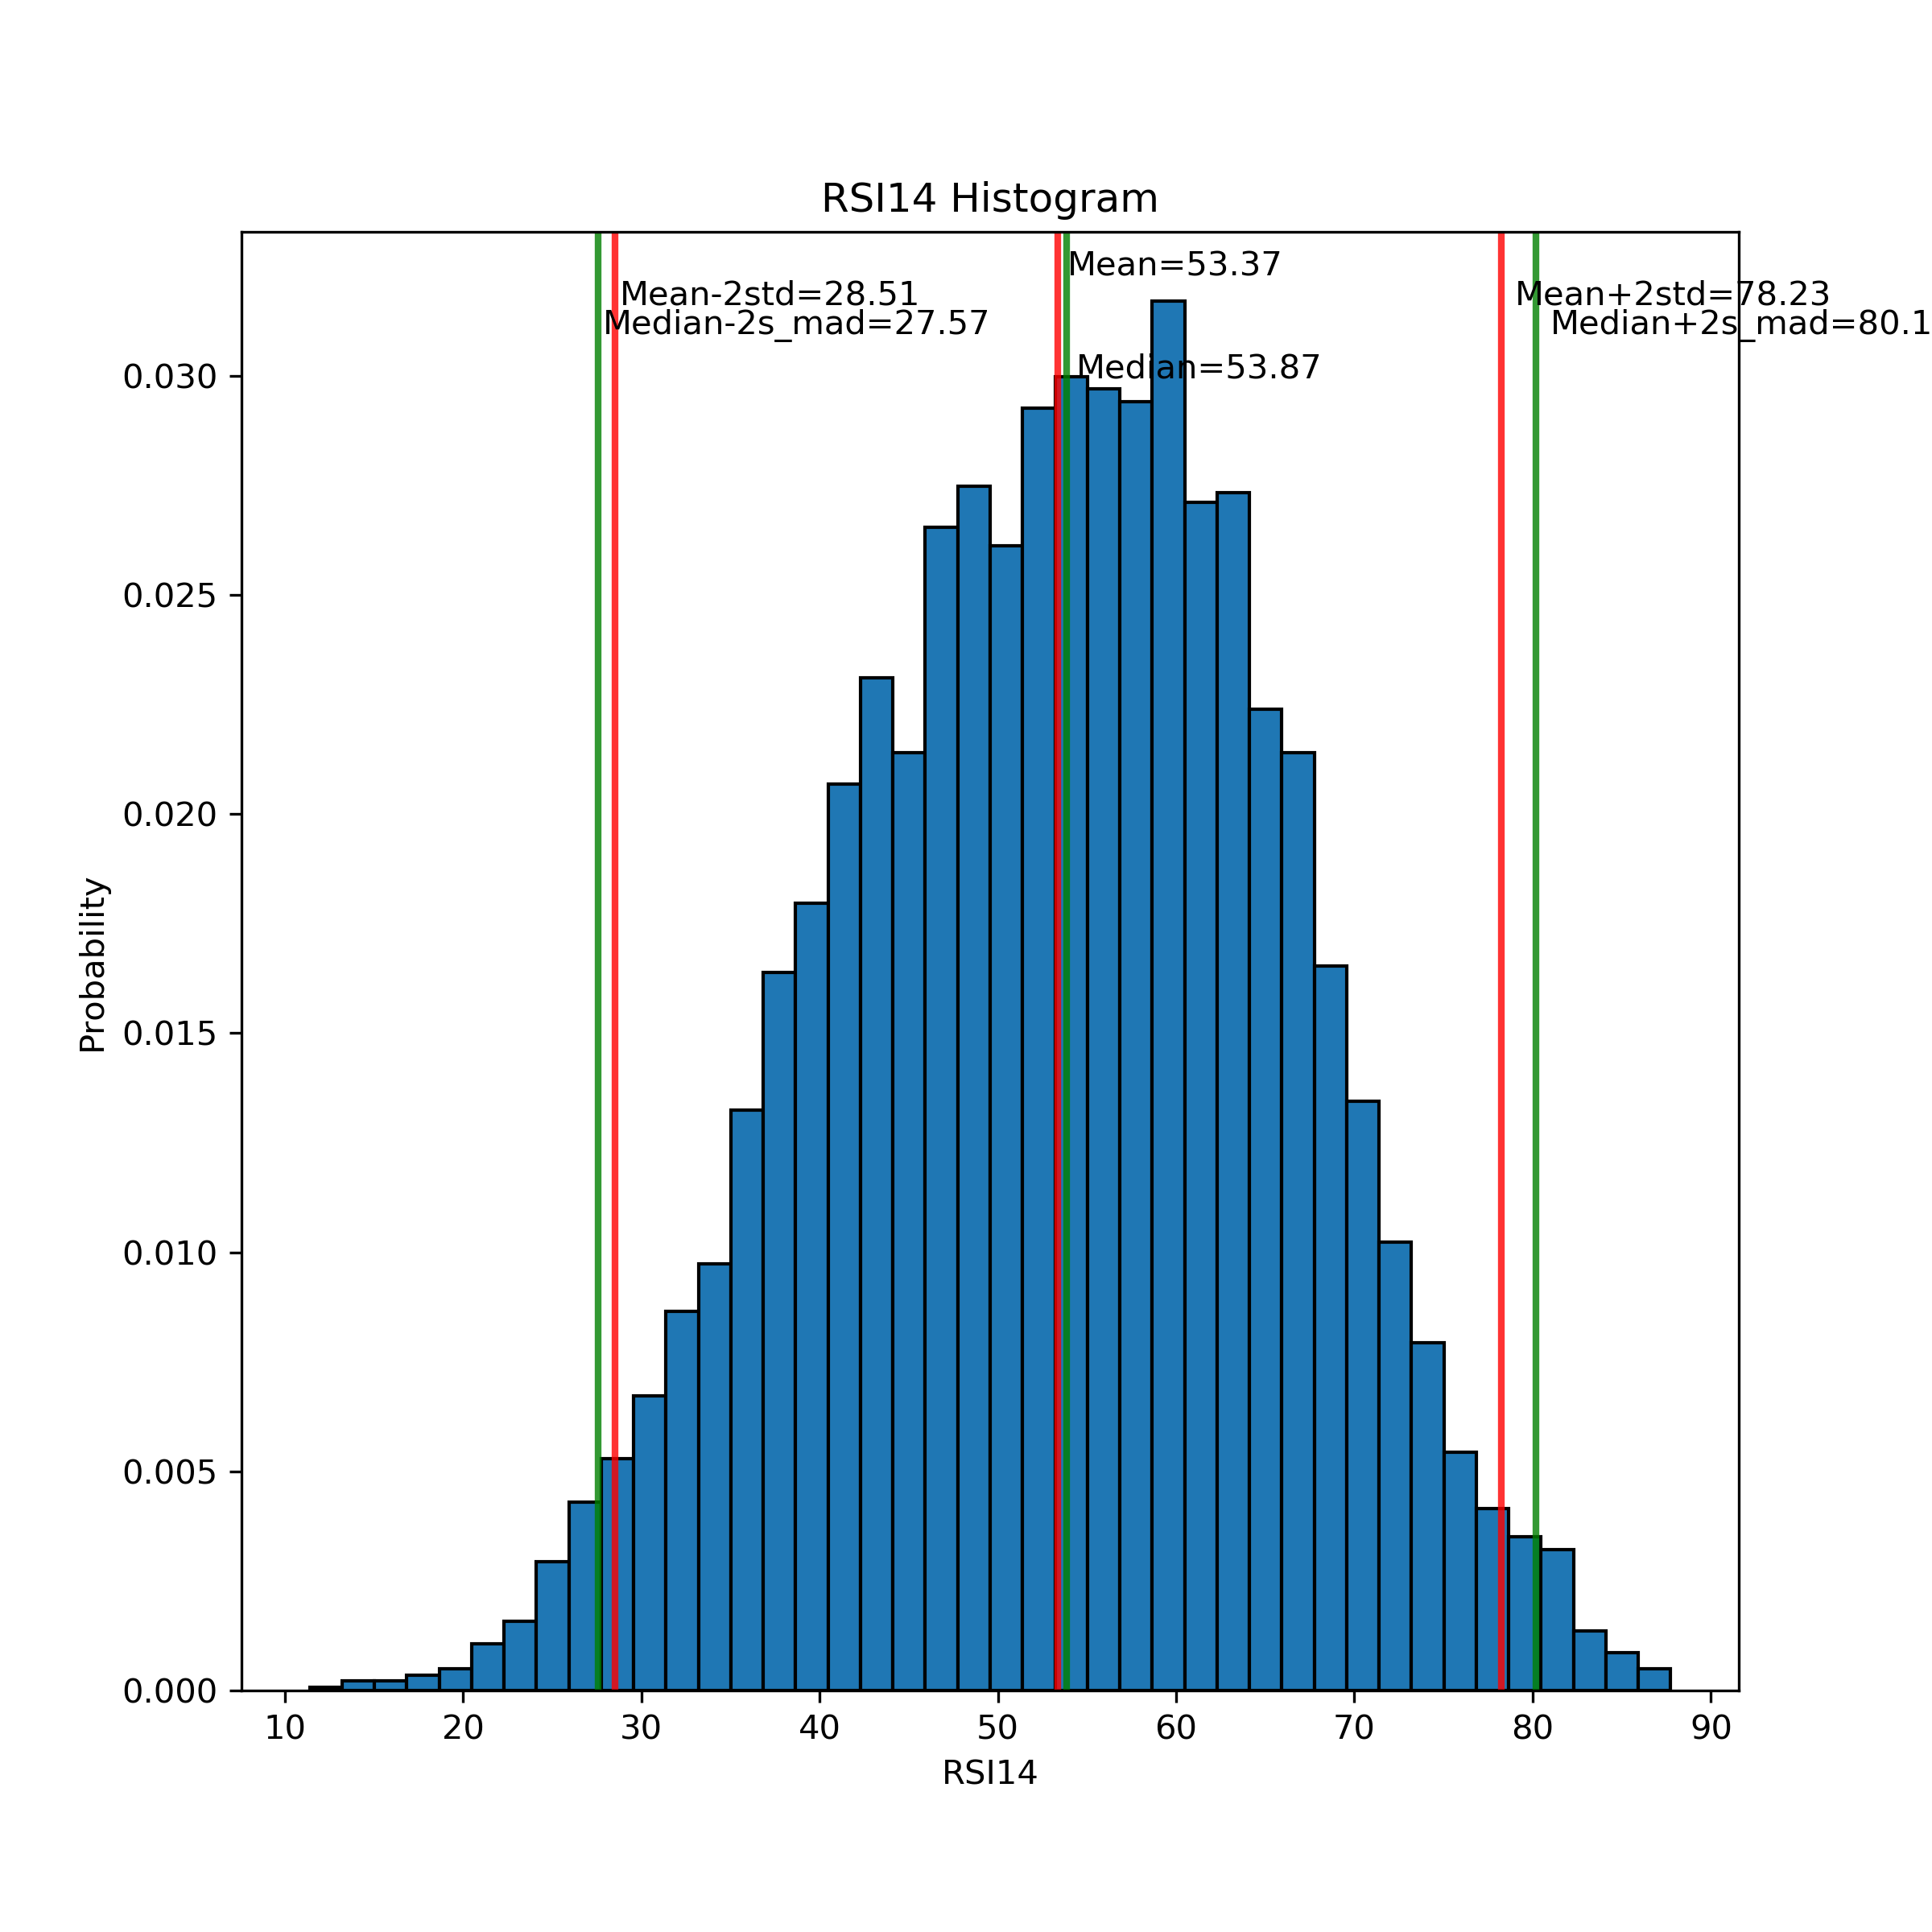 RSI14 Histogram
Mean=53.37
Mean-2std=28.51
Mean+2std=78.23
Median-2s_mad=27.57
Median+2s_mad=80.1
Median=53.87
0.030
0.025
0.020
0.015
0.010
0.005
0.000
Probability
10 20 30 40 50 60 70 80 90
RSI14